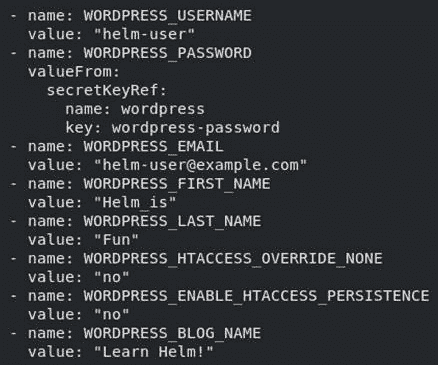 - name: WORDPRESS_USERNAME
  value: "helm-user"
- name: WORDPRESS_PASSWORD
  valueFrom:
    secretKeyRef:
      name: wordpress
      key: wordpress-password
- name: WORDPRESS_EMAIL
  value: "helm-user@example.com"
- name: WORDPRESS_FIRST_NAME
  value: "Helm_is"
- name: WORDPRESS_LAST_NAME
  value: "Fun"
- name: WORDPRESS_HTACCESS_OVERRIDE_NONE
  value: "no"
- name: WORDPRESS_ENABLE_HTACCESS_PERSISTENCE
  value: "no"
- name: WORDPRESS_BLOG_NAME
  value: "Learn Helm!"